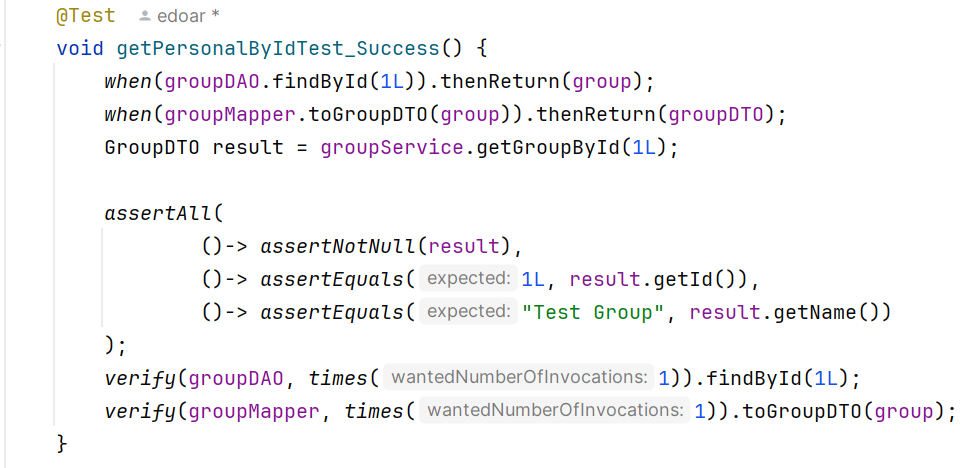 @Test edoar *
void getPersonalByIdTest_Success() {
when(groupDAO.findById(1L)).thenReturn(group);
when(groupMapper.toGroupDTO(group)).thenReturn(groupDTO);
GroupDTO result = groupService.getGroupById(1L);
assertAll(
()-> assertNotNull(result),
()-> assertEquals( expected: 1L, result.getId()),
()-> assertEquals( expected: "Test Group", result.getName())
);
verify(groupDAO, times( wantedNumberOfInvocations: 1)).findById(1L);
verify(groupMapper, times( wantedNumberOfInvocations: 1)).toGroupDTO(group);
}